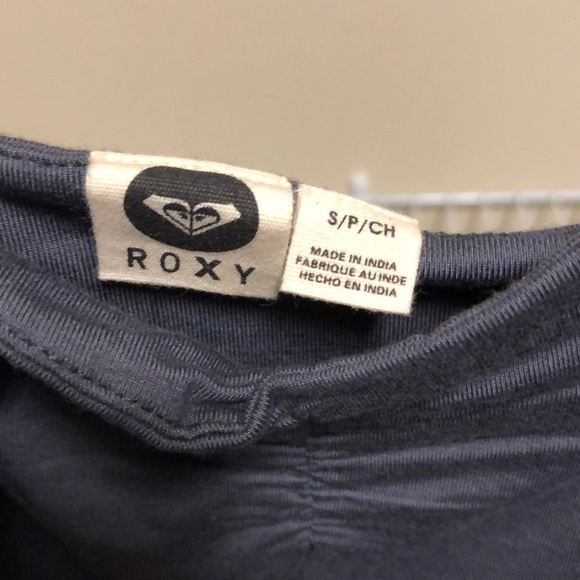 ROXY
S/P/CH
MADE IN INDIA
FABRIQUE AU INDE
HECHO EN INDIA